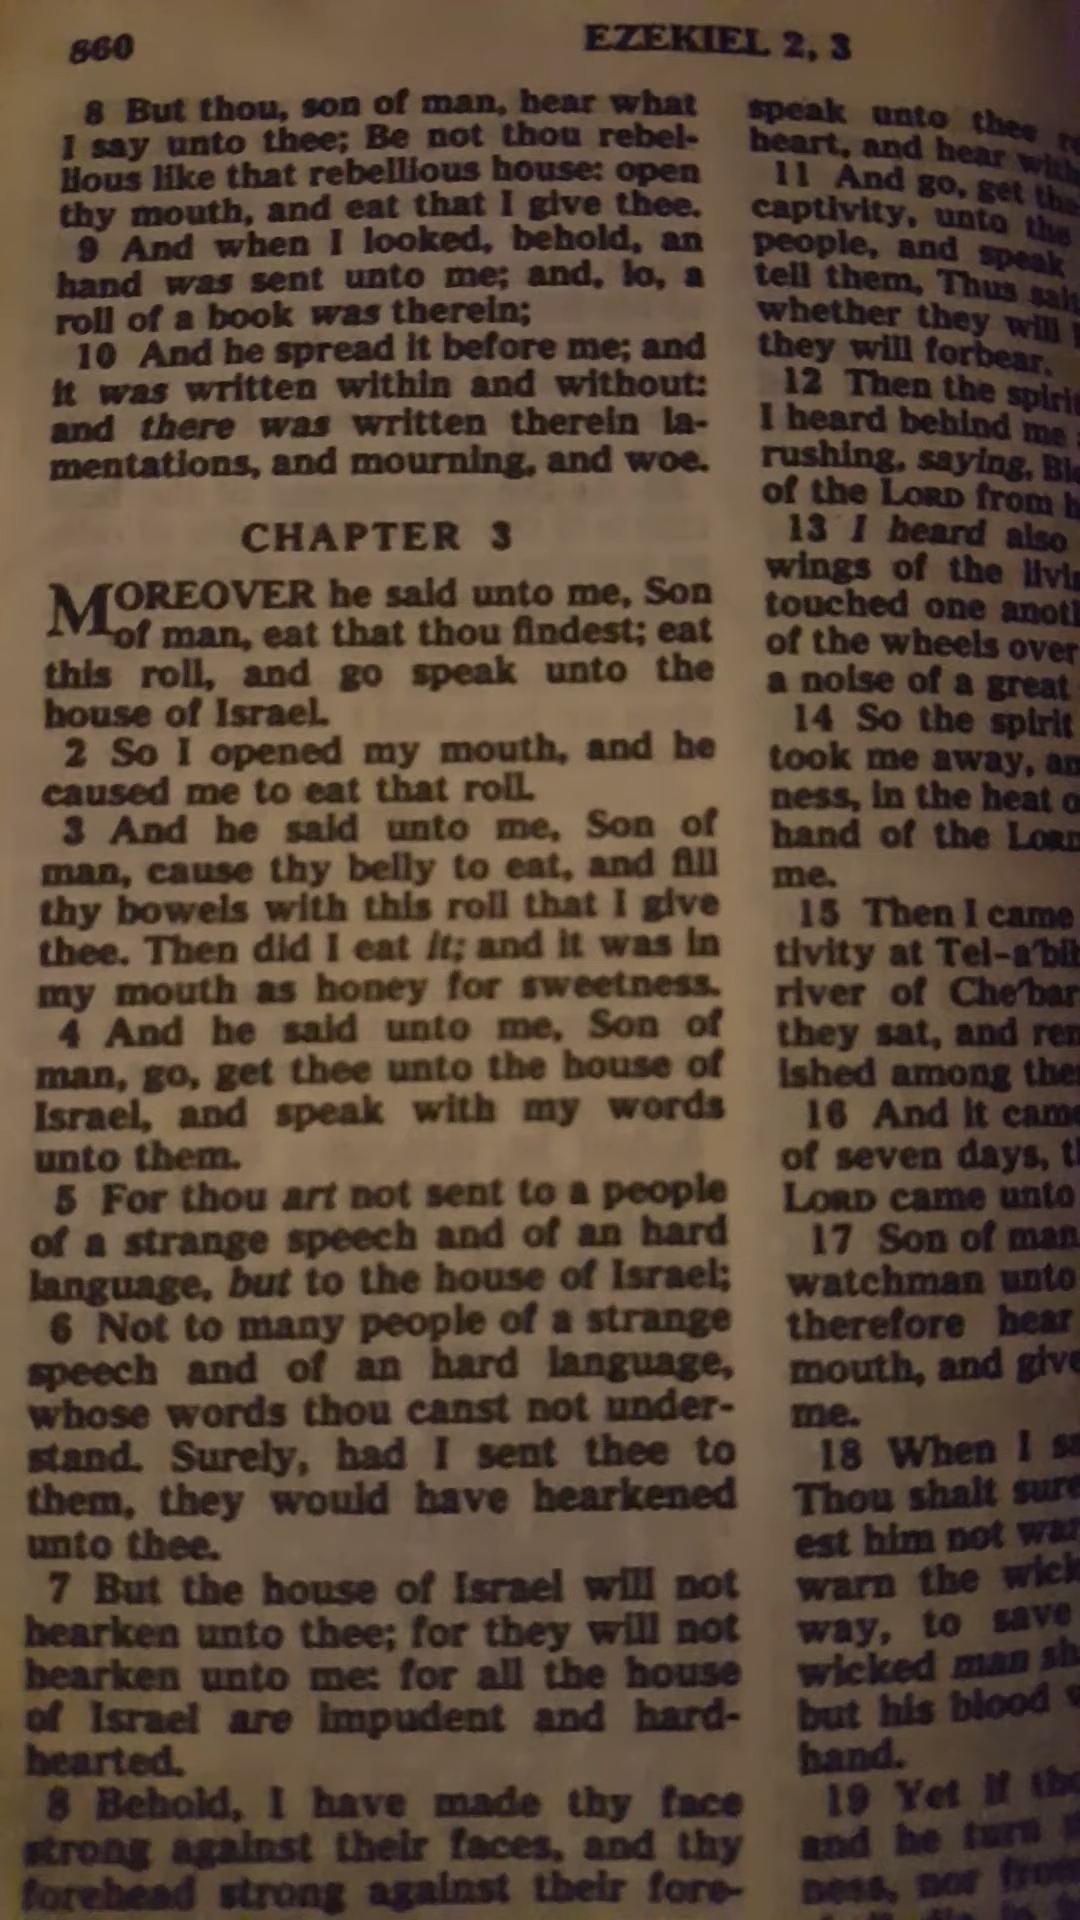 860
EZEKIEL 2, 3
8 But thou, son of man, hear what
I say unto thee; Be not thou rebel-
lious like that rebellious house: open
thy mouth, and eat that I give thee.
9 And when I looked, behold, an
hand was sent unto me; and, lo, a
roll of a book was therein;
10 And he spread it before me; and
it was written within and without:
and there was written therein la-
mentations, and mourning, and woe.
CHAPTER 3
MOREOVER he said unto me, Son
of man, eat that thou findest; eat
this roll, and go speak unto the
house of Israel.
2 So I opened my mouth, and he
caused me to eat that roll.
3 And he said unto me, Son of
man, cause thy belly to eat, and fill
thy bowels with this roll that I give
thee. Then did I eat it; and it was in
my mouth as honey for sweetness.
4 And he said unto me, Son of
man, go, get thee unto the house of
Israel, and speak with my words
unto them.
5 For thou art not sent to a people
of a strange speech and of an hard
language, but to the house of Israel;
6 Not to many people of a strange
speech and of an hard language,
whose words thou canst not under-
stand. Surely, had I sent thee to
them, they would have hearkened
unto thee.
7 But the house of Israel will not
hearken unto thee; for they will not
hearken unto me: for all the house
of Israel are impudent and hard-
hearted.
8 Behold, I have made thy face
strong against their faces, and thy
forehead strong against their fore-
speak unto thee
heart, and hear with
11 And go, get
captivity, unto the
people, and speak
tell them, Thus
whether they will
they will forbear.
12 Then the
I heard behind me
rushing, saying,
of the LORD from
13 I heard also
wings of the
touched one
of the wheels over
a noise of a great
14 So the spirit
took me away,
ness, in the heat
hand of the LORD
me.
15 Then I came
tivity at Tel-a'bib
river of Che'bar
they sat, and
ished among
16 And it came
of seven days,
LORD came unto
17 Son of man
watchman unto
therefore hear
mouth, and give
me.
18 When I
Thou shalt
est him not
warn the
way, to save
wicked man
but his blood
hand.
19 Yet if
and he turn
ness, nor